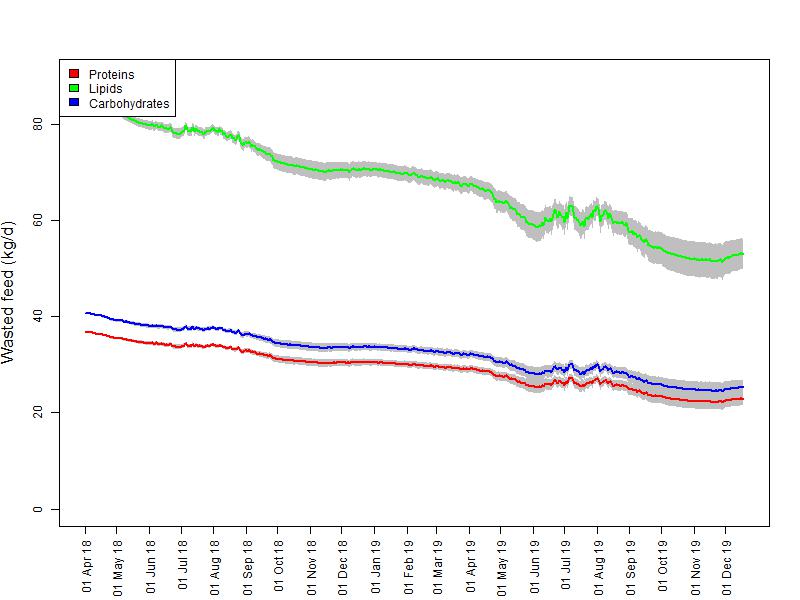 Proteins
Lipids
Carbohydrates
Wasted feed (kg/d)
80
60
40
20
0
01 Apr 18
01 May 18
01 Jun 18
01 Jul 18
01 Aug 18
01 Sep 18
01 Oct 18
01 Nov 18
01 Dec 18
01 Jan 19
01 Feb 19
01 Mar 19
01 Apr 19
01 May 19
01 Jun 19
01 Jul 19
01 Aug 19
01 Sep 19
01 Oct 19
01 Nov 19
01 Dec 19